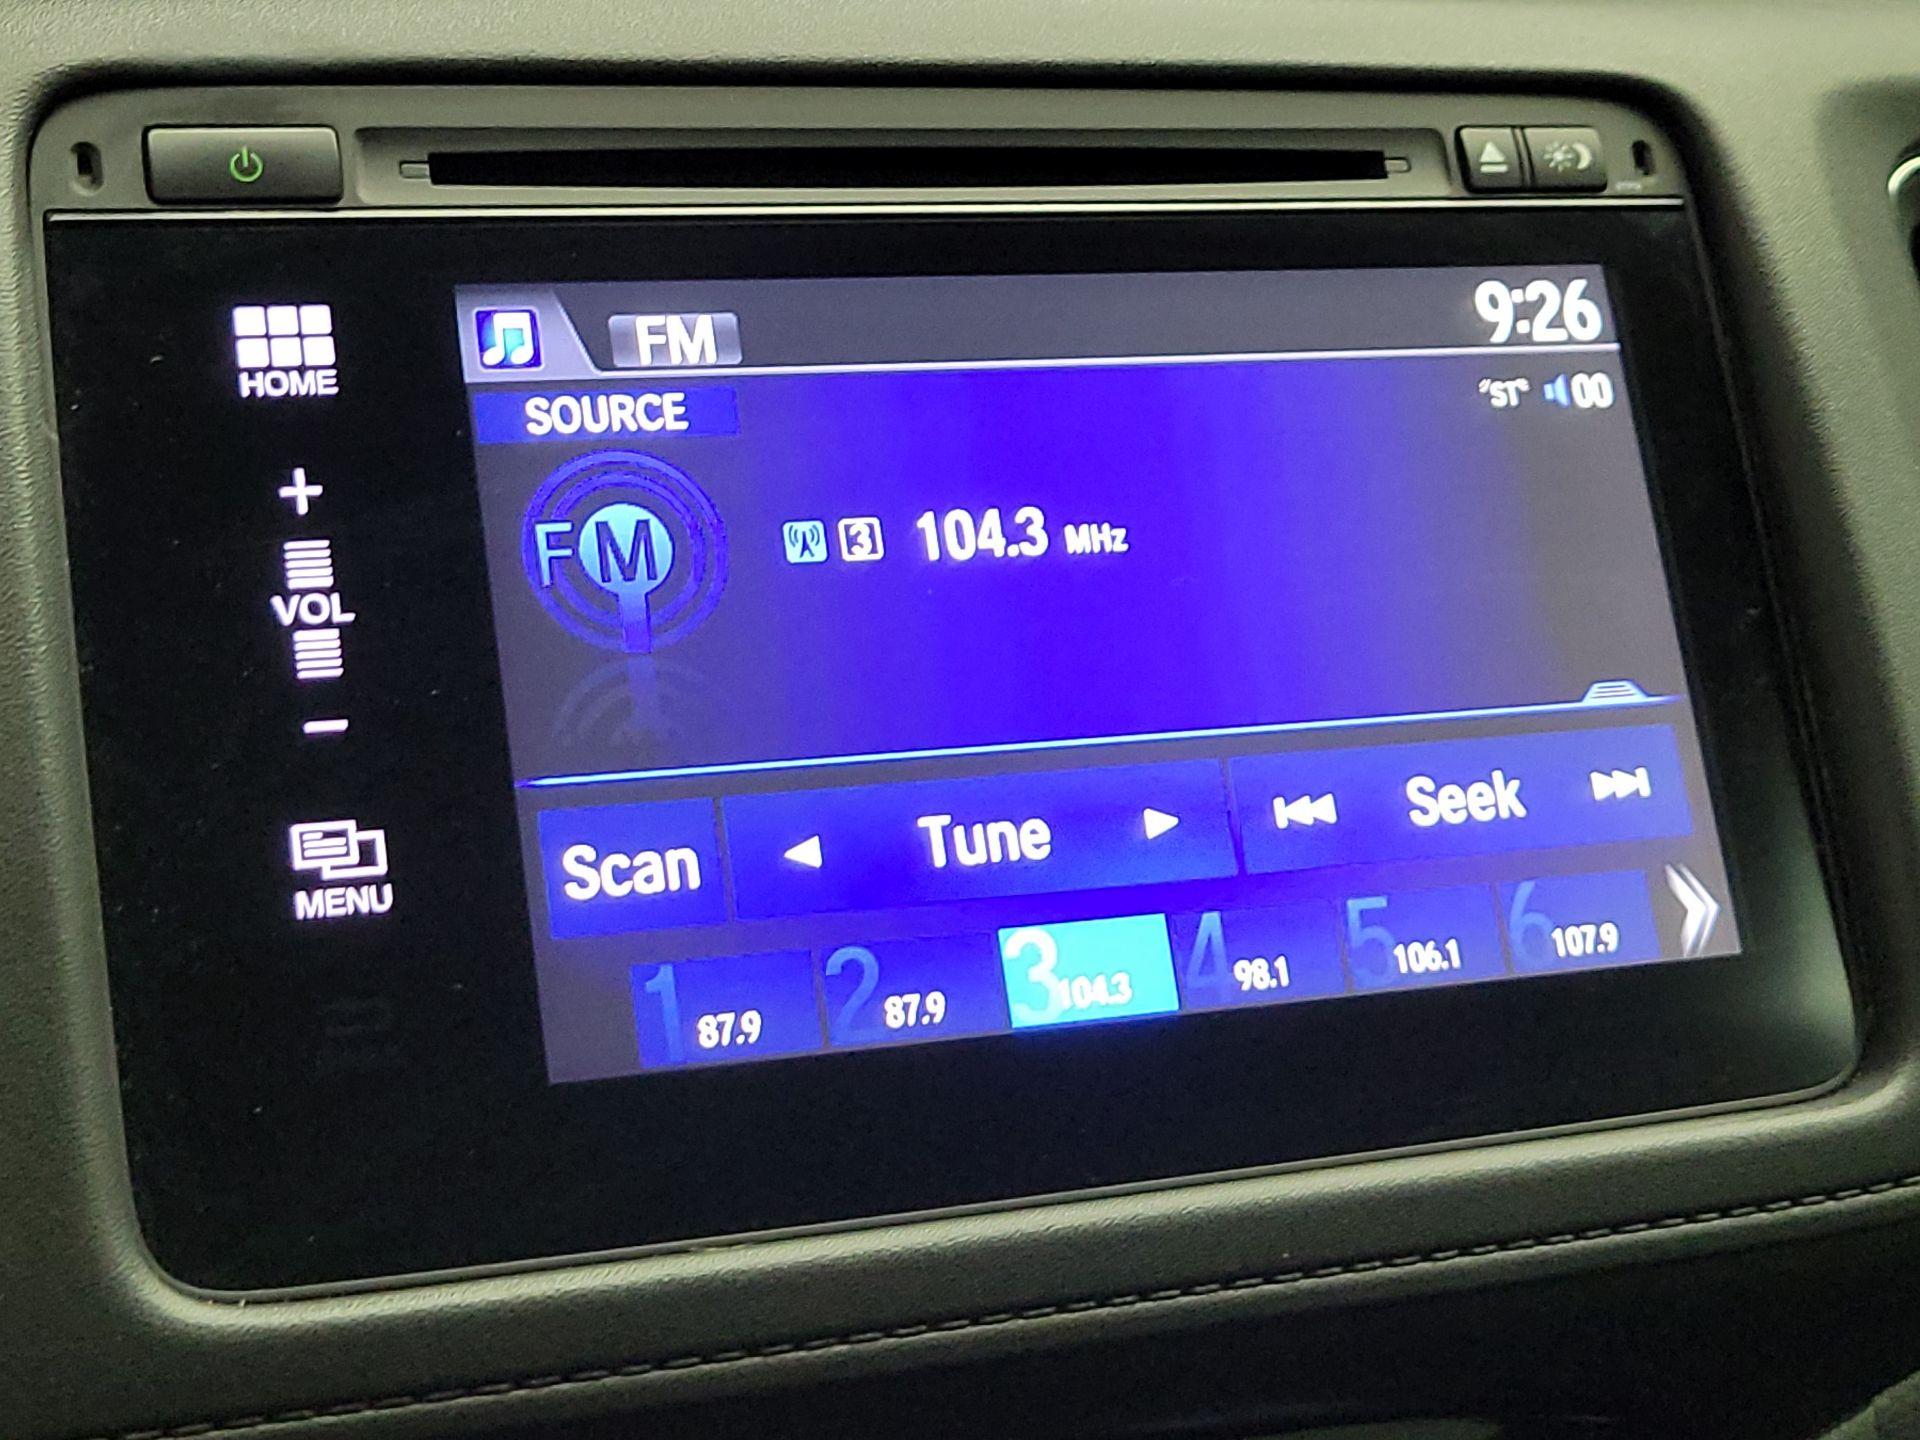 FM
9:26
HOME
SOURCE
"ST" 00
+
FM
3 104.3 MHz
VOL
−
Scan Tune Seek
MENU
1 87.9 2 87.9 3 104.3 4 98.1 5 106.1 6 107.9